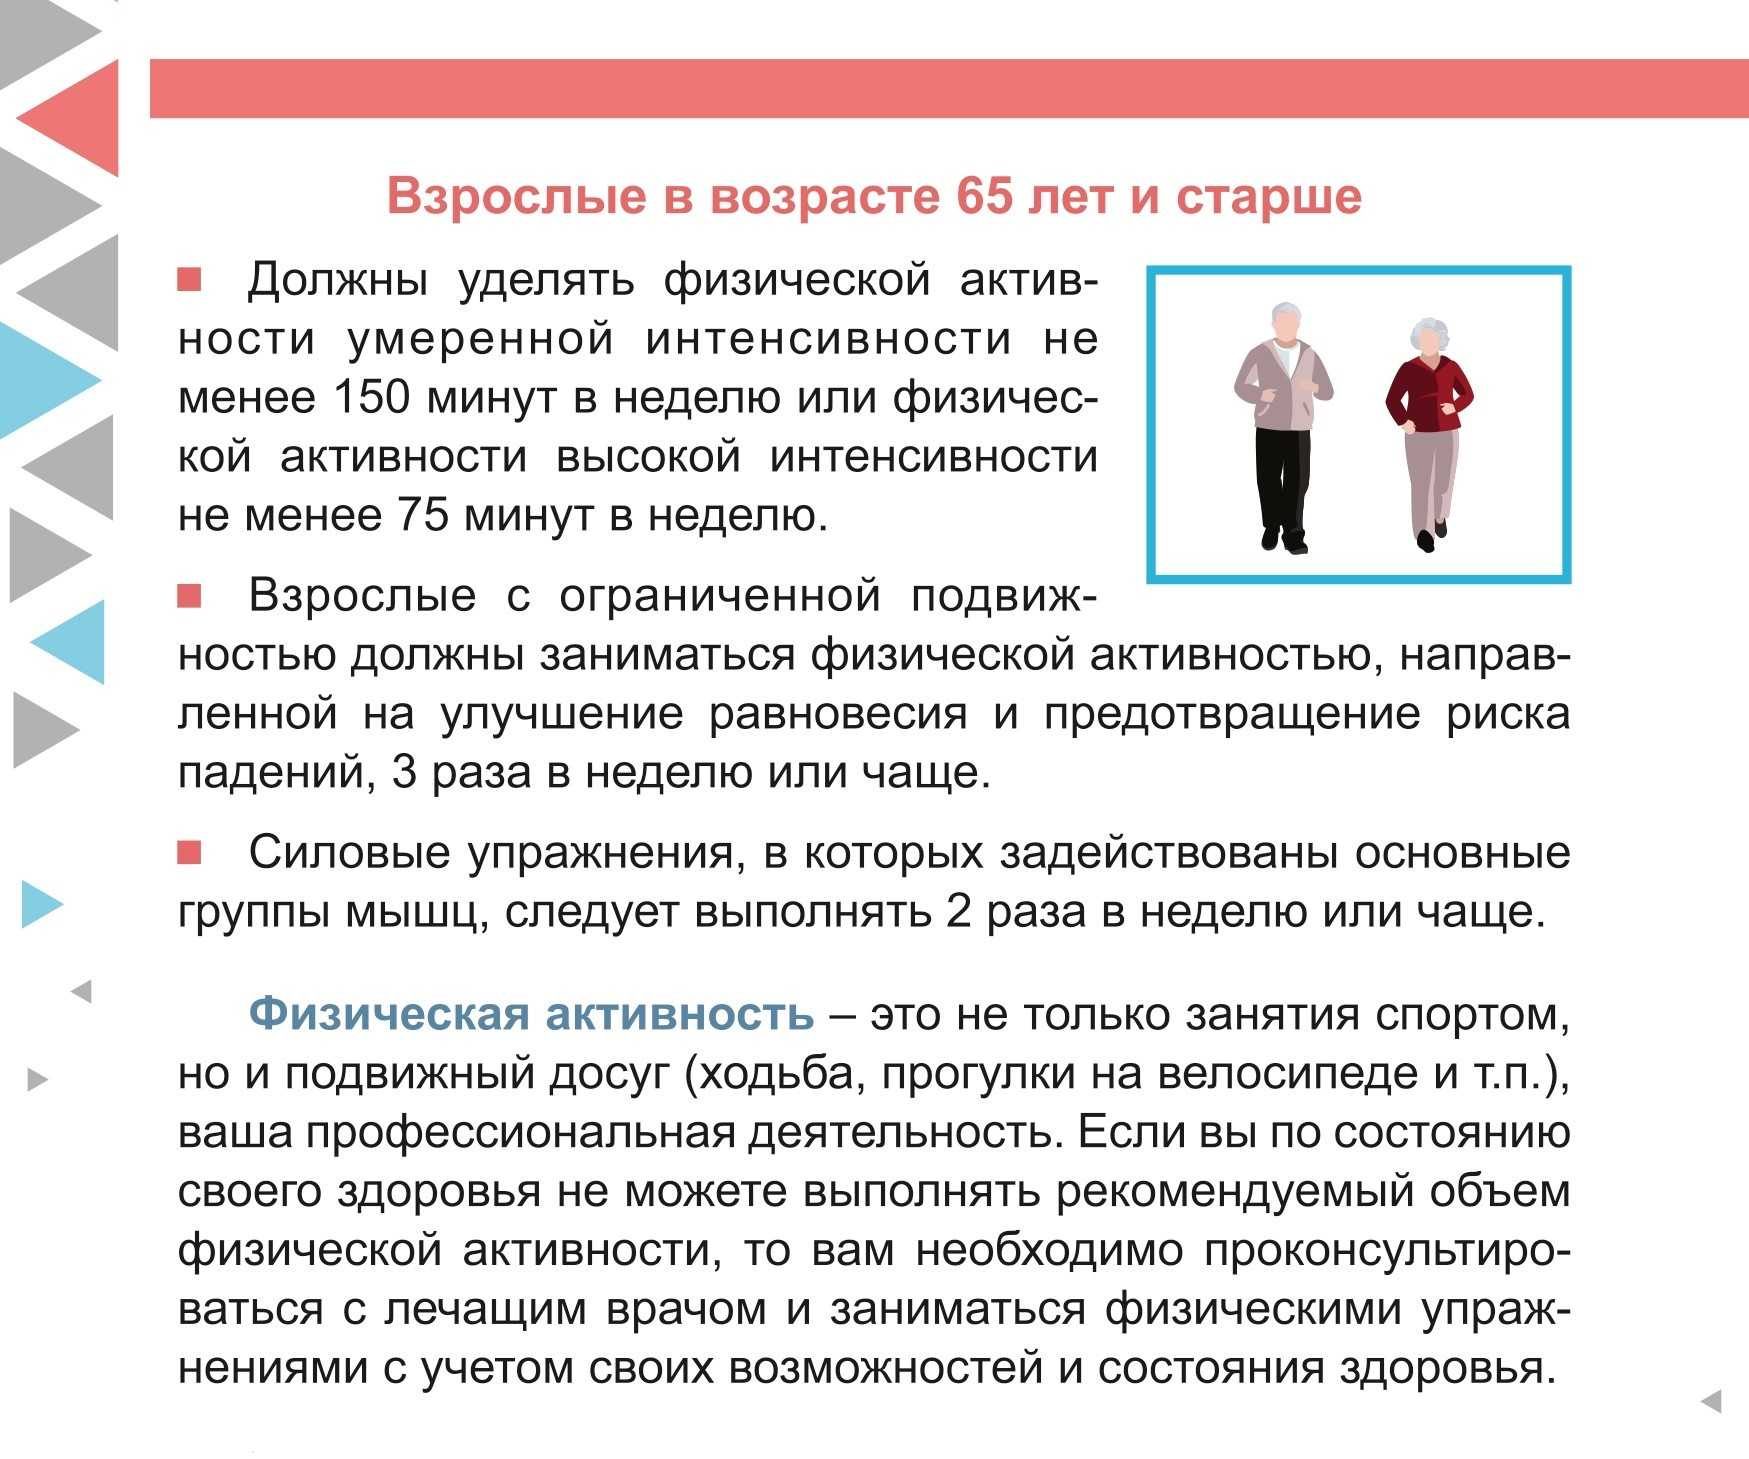 Взрослые в возрасте 65 лет и старше
Должны уделять физической актив-
ности умеренной интенсивности не
менее 150 минут в неделю или физичес-
кой активности высокой интенсивности
не менее 75 минут в неделю.
Взрослые с ограниченной подвиж-
ностью должны заниматься физической активностью, направ-
ленной на улучшение равновесия и предотвращение риска
падений, 3 раза в неделю или чаще.
Силовые упражнения, в которых задействованы основные
группы мышц, следует выполнять 2 раза в неделю или чаще.
Физическая активность – это не только занятия спортом,
но и подвижный досуг (ходьба, прогулки на велосипеде и т.п.),
ваша профессиональная деятельность. Если вы по состоянию
своего здоровья не можете выполнять рекомендуемый объем
физической активности, то вам необходимо проконсультиро-
ваться с лечащим врачом и заниматься физическими упраж-
нениями с учетом своих возможностей и состояния здоровья.